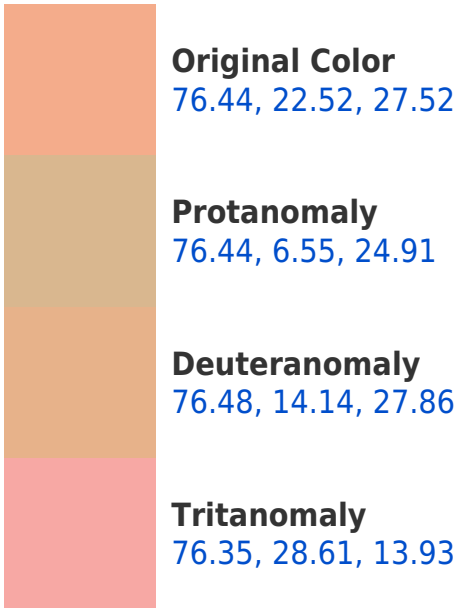 Original Color
76.44, 22.52, 27.52
Protanomaly
76.44, 6.55, 24.91
Deuteranomaly
76.48, 14.14, 27.86
Tritanomaly
76.35, 28.61, 13.93